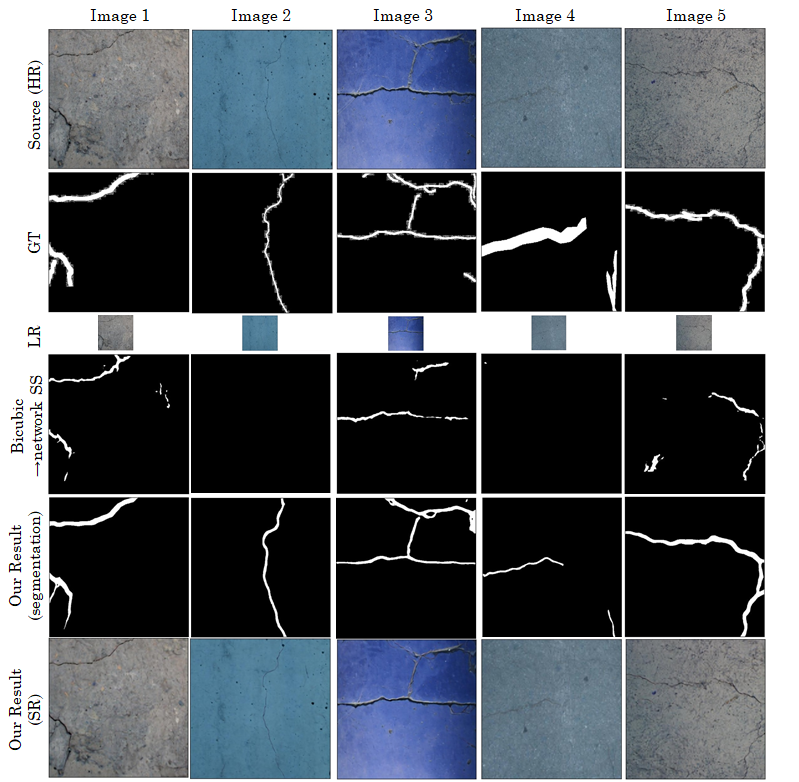 Image 1
Image 2
Image 3
Image 4
Image 5
Source (HR)
GT
LR
Bicubic
→network SS
Our Result
(segmentation)
Our Result
(SR)